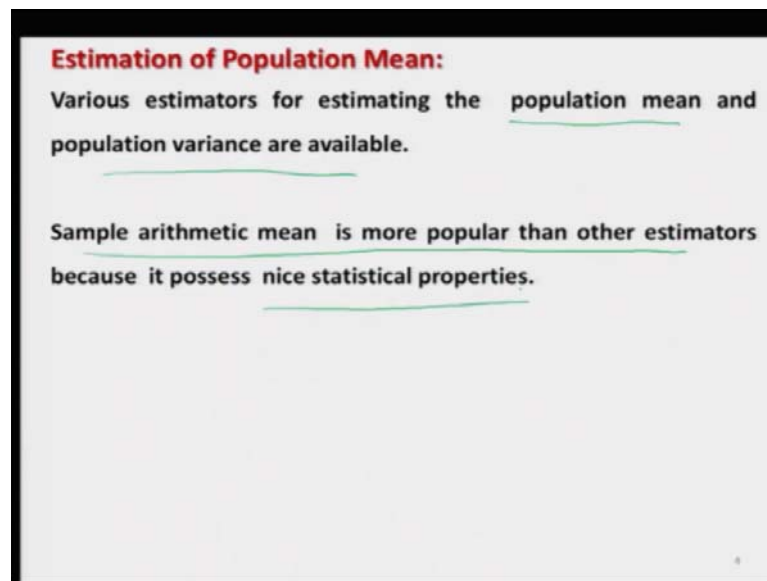 Estimation of Population Mean:
Various estimators for estimating the population mean and
population variance are available.
Sample arithmetic mean is more popular than other estimators
because it possess nice statistical properties.
4